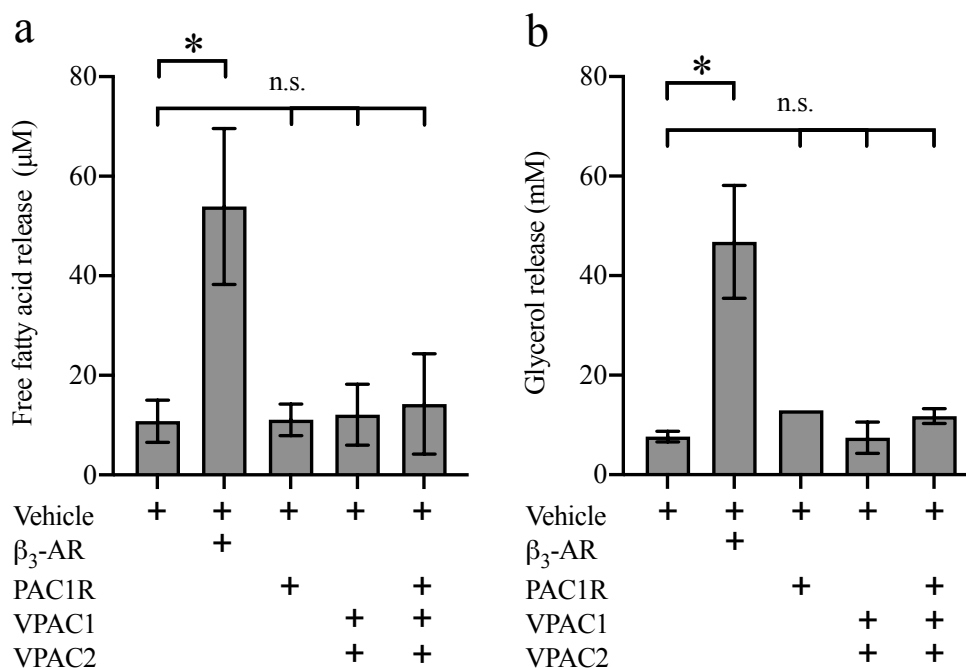 a
*
n.s.
Free fatty acid release (μM)
80
60
40
20
0
Vehicle + + + + +
β₃-AR +
PAC1R + +
VPAC1 + +
VPAC2 + +
b
*
n.s.
Glycerol release (mM)
80
60
40
20
0
Vehicle + + + + +
β₃-AR +
PAC1R + +
VPAC1 + +
VPAC2 + +